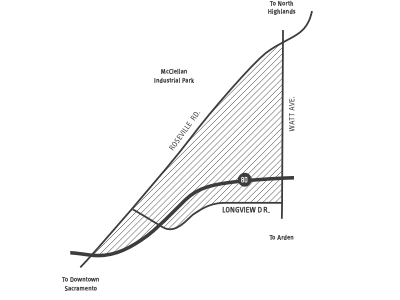 To North
Highlands
McClellan
Industrial Park
ROSEVILLE RD.
WATT AVE.
80
LONGVIEW DR.
To Arden
To Downtown
Sacramento